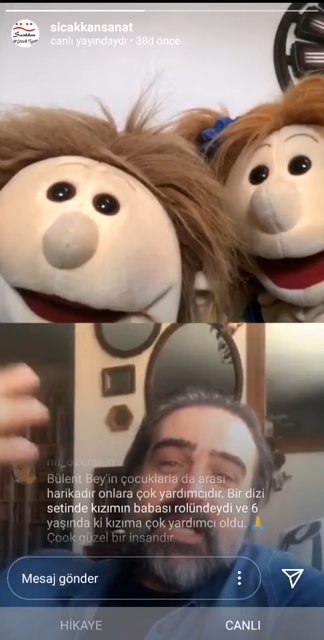 sicakkansanat
canlı yayındaydı • 38d önce
Sıcakkan
Bülent Bey'in çocuklarla da arası
harikadır onlara çok yardımcıdır. Bir dizi
setinde kızımın babası rolündeydi ve 6
yaşında ki kızıma çok yardımcı oldu. 🙏
Çook güzel bir insandır.
Mesaj gönder
HİKAYE
CANLI